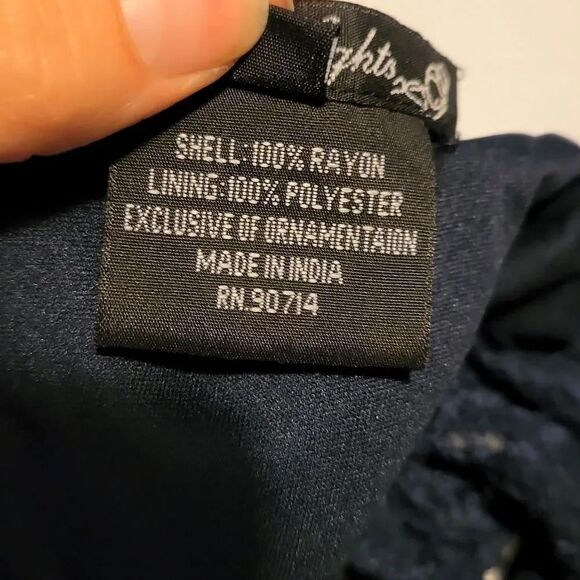 SHELL: 100% RAYON
LINING: 100% POLYESTER
EXCLUSIVE OF ORNAMENTAION
MADE IN INDIA
RN.90714